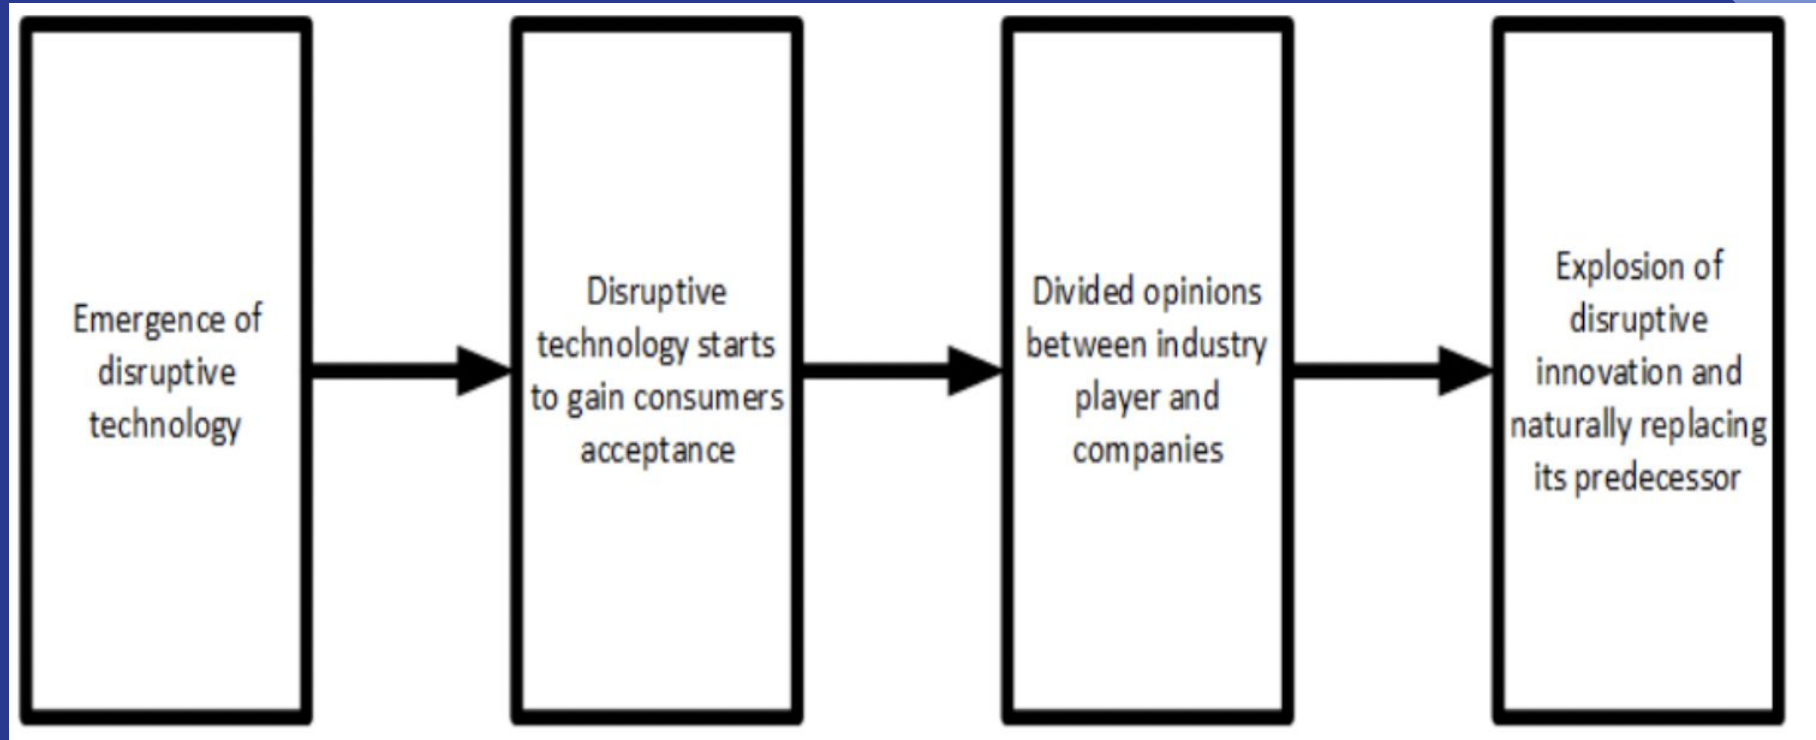 Emergence of
disruptive
technology
Disruptive
technology starts
to gain consumers
acceptance
Divided opinions
between industry
player and
companies
Explosion of
disruptive
innovation and
naturally replacing
its predecessor